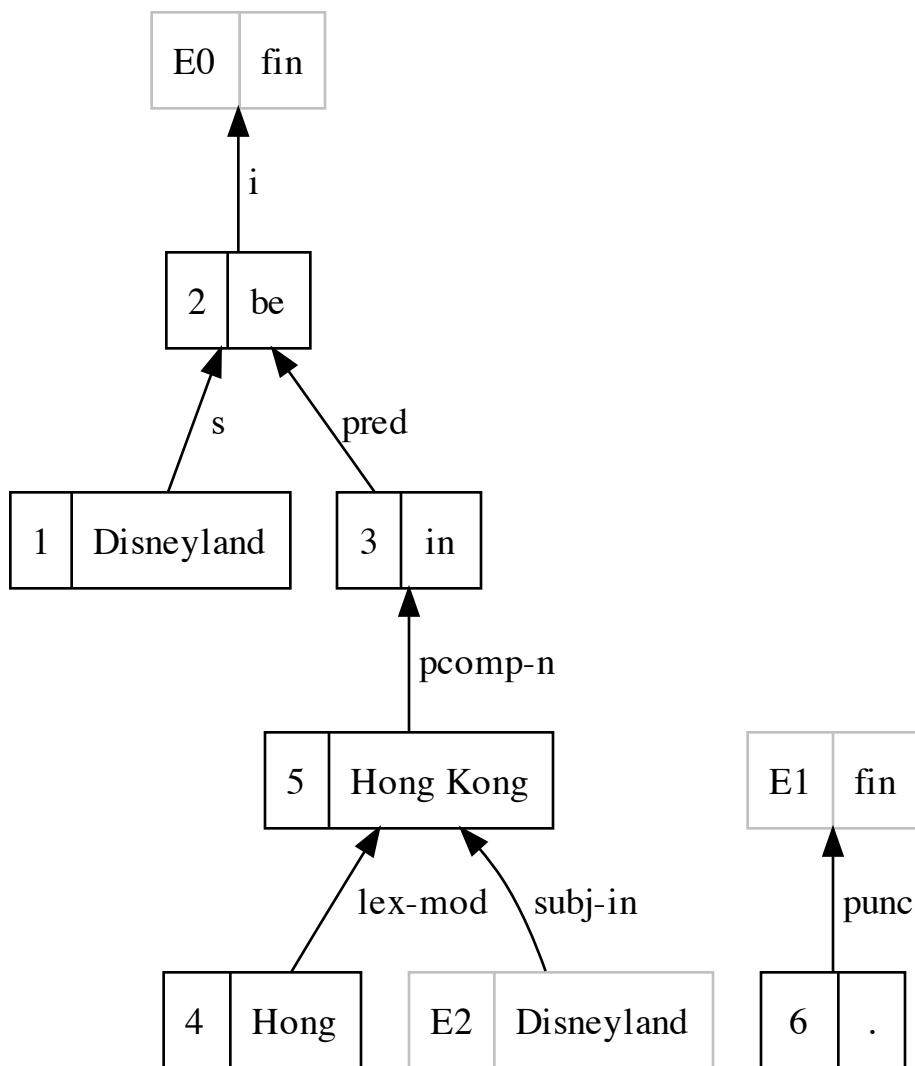 E0 fin
i
2 be
s pred
1 Disneyland 3 in
pcomp-n
5 Hong Kong E1 fin
lex-mod subj-in punc
4 Hong E2 Disneyland 6 .